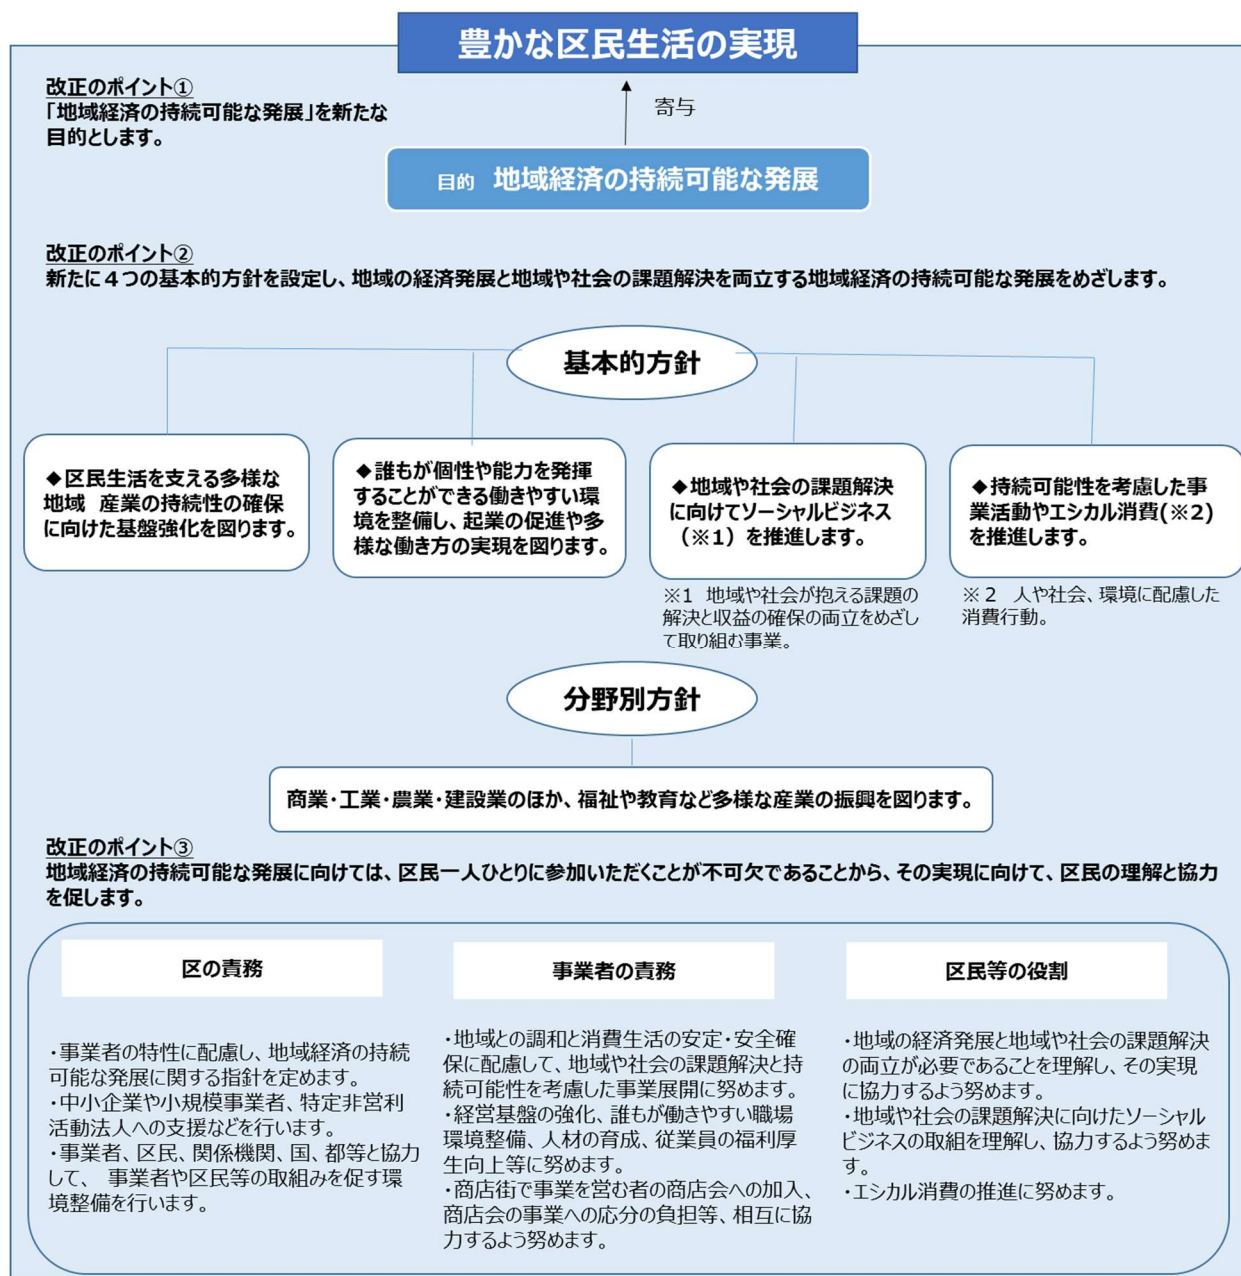 豊かな区民生活の実現
改正のポイント①
「地域経済の持続可能な発展」を新たな
目的とします。
寄与
目的 地域経済の持続可能な発展
改正のポイント②
新たに４つの基本的方針を設定し、地域の経済発展と地域や社会の課題解決を両立する地域経済の持続可能な発展をめざします。
基本的方針
◆区民生活を支える多様な
地域 産業の持続性の確保
に向けた基盤強化を図ります。
◆誰もが個性や能力を発揮
することができる働きやすい環
境を整備し、起業の促進や多
様な働き方の実現を図ります。
◆地域や社会の課題解決
に向けてソーシャルビジネス
（※1）を推進します。
◆持続可能性を考慮した事
業活動やエシカル消費(※2)
を推進します。
※1 地域や社会が抱える課題の
解決と収益の確保の両立をめざし
て取り組む事業。
※２ 人や社会、環境に配慮した
消費行動。
分野別方針
商業・工業・農業・建設業のほか、福祉や教育など多様な産業の振興を図ります。
改正のポイント③
地域経済の持続可能な発展に向けては、区民一人ひとりに参加いただくことが不可欠であることから、その実現に向けて、区民の理解と協力
を促します。
区の責務
・事業者の特性に配慮し、地域経済の持続
可能な発展に関する指針を定めます。
・中小企業や小規模事業者、特定非営利
活動法人への支援などを行います。
・事業者、区民、関係機関、国、都等と協力
して、 事業者や区民等の取組みを促す環
境整備を行います。
事業者の責務
・地域との調和と消費生活の安定・安全確
保に配慮して、地域や社会の課題解決と持
続可能性を考慮した事業展開に努めます。
・経営基盤の強化、誰もが働きやすい職場
環境整備、人材の育成、従業員の福利厚
生向上等に努めます。
・商店街で事業を営む者の商店会への加入、
商店会の事業への応分の負担等、相互に協
力するよう努めます。
区民等の役割
・地域の経済発展と地域や社会の課題解決
の両立が必要であることを理解し、その実現
に協力するよう努めます。
・地域や社会の課題解決に向けたソーシャル
ビジネスの取組を理解し、協力するよう努めま
す。
・エシカル消費の推進に努めます。